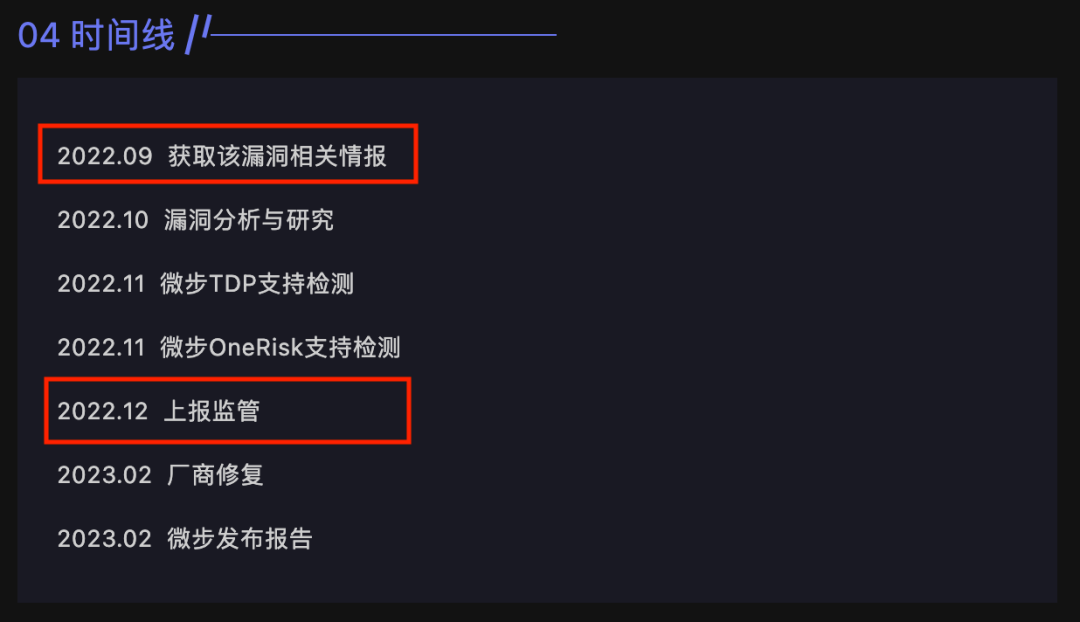 04 时间线
2022.09 获取该漏洞相关情报
2022.10 漏洞分析与研究
2022.11 微步TDP支持检测
2022.11 微步OneRisk支持检测
2022.12 上报监管
2023.02 厂商修复
2023.02 微步发布报告